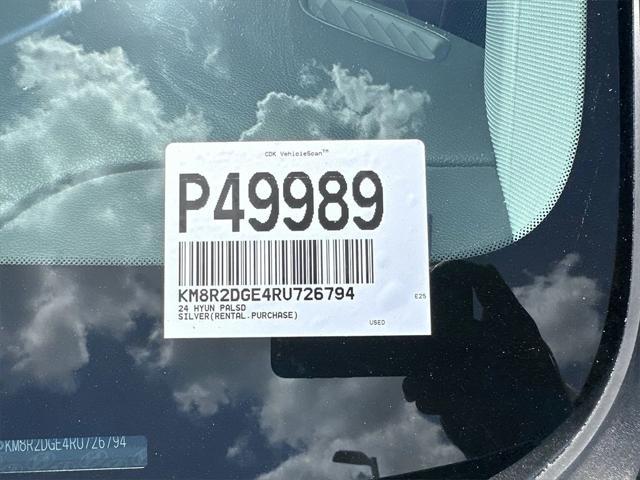 CDK VehicleScan™
P49989
KM8R2DGE4RU726794
E25
24 HYUN PALSD
SILVER(RENTAL.PURCHASE)
USED
KM8R2DGE4RU726794